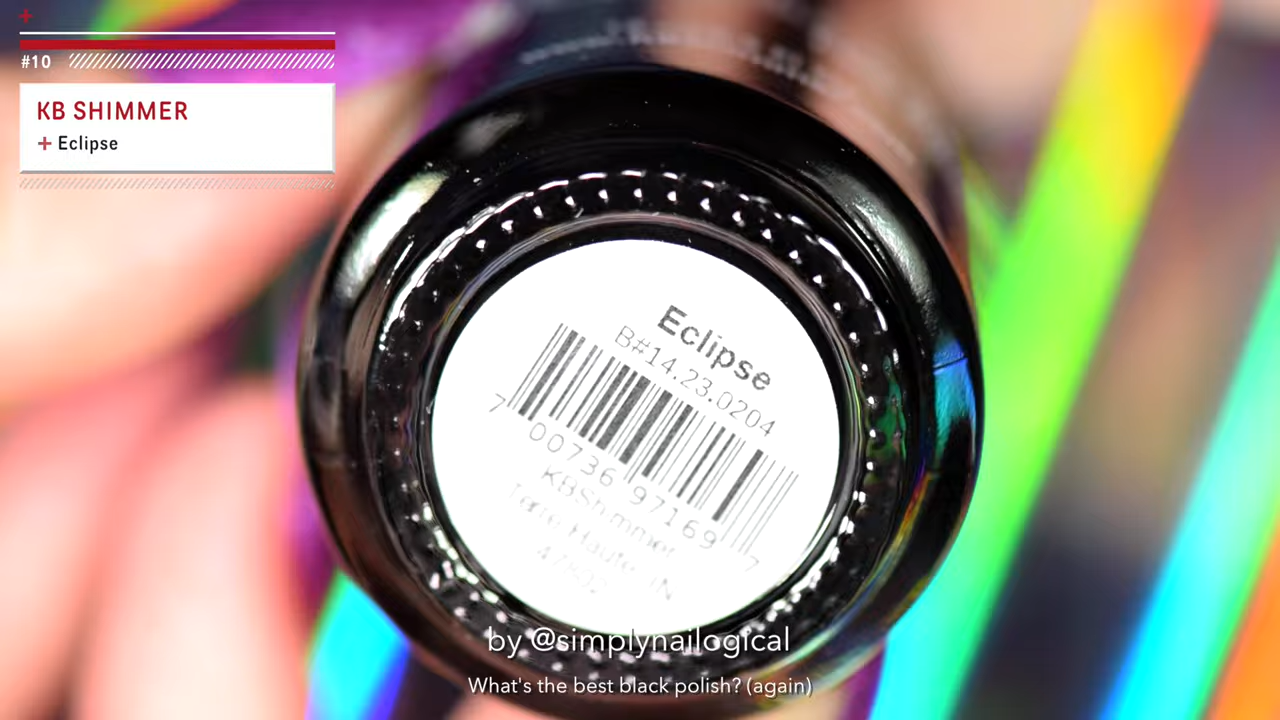 #10
KB SHIMMER
+ Eclipse
Eclipse
B#14.23.0204
7 00736 97169 7
KBShimmer
Terre Haute, IN
47802
by @simplynailogical
What's the best black polish? (again)